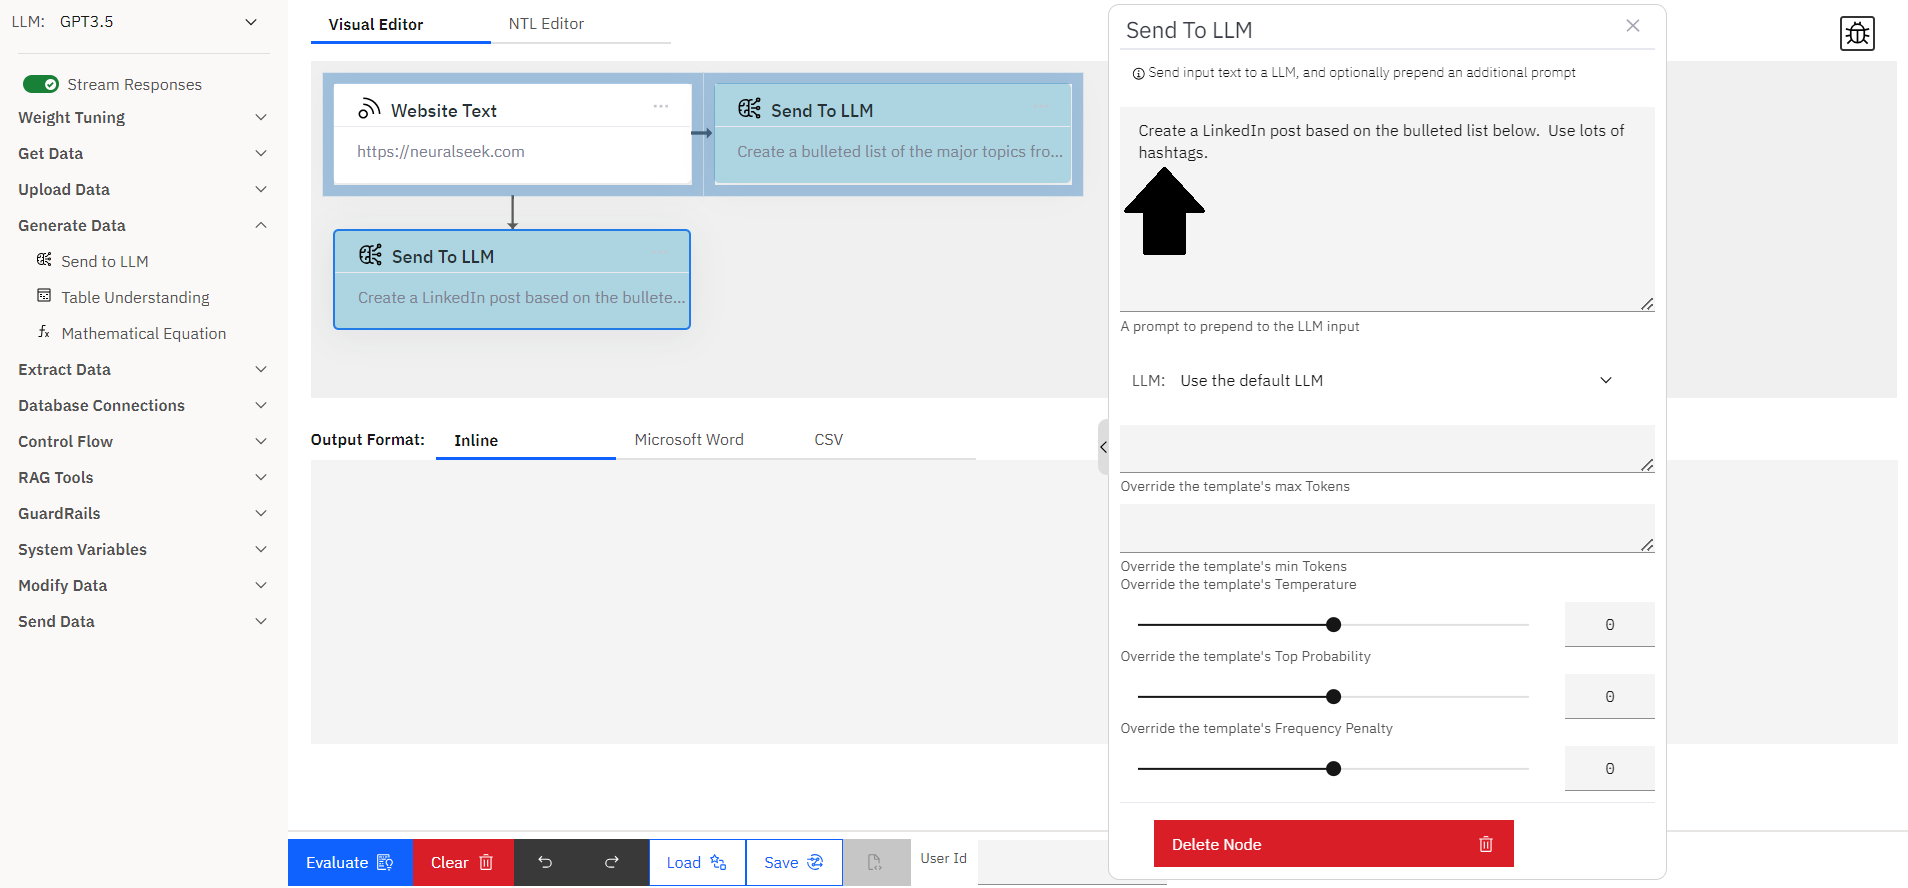 LLM: GPT3.5
Stream Responses
Weight Tuning
Get Data
Upload Data
Generate Data
Send to LLM
Table Understanding
Mathematical Equation
Extract Data
Database Connections
Control Flow
RAG Tools
GuardRails
System Variables
Modify Data
Send Data
Visual Editor NTL Editor
Website Text
https://neuralseek.com
Send To LLM
Create a bulleted list of the major topics fro...
Send To LLM
Create a LinkedIn post based on the bullete...
Output Format: Inline Microsoft Word CSV
Evaluate Clear Load Save User Id
Send To LLM
Send input text to a LLM, and optionally prepend an additional prompt
Create a LinkedIn post based on the bulleted list below. Use lots of
hashtags.
A prompt to prepend to the LLM input
LLM: Use the default LLM
Override the template's max Tokens
Override the template's min Tokens
Override the template's Temperature
0
Override the template's Top Probability
0
Override the template's Frequency Penalty
0
Delete Node